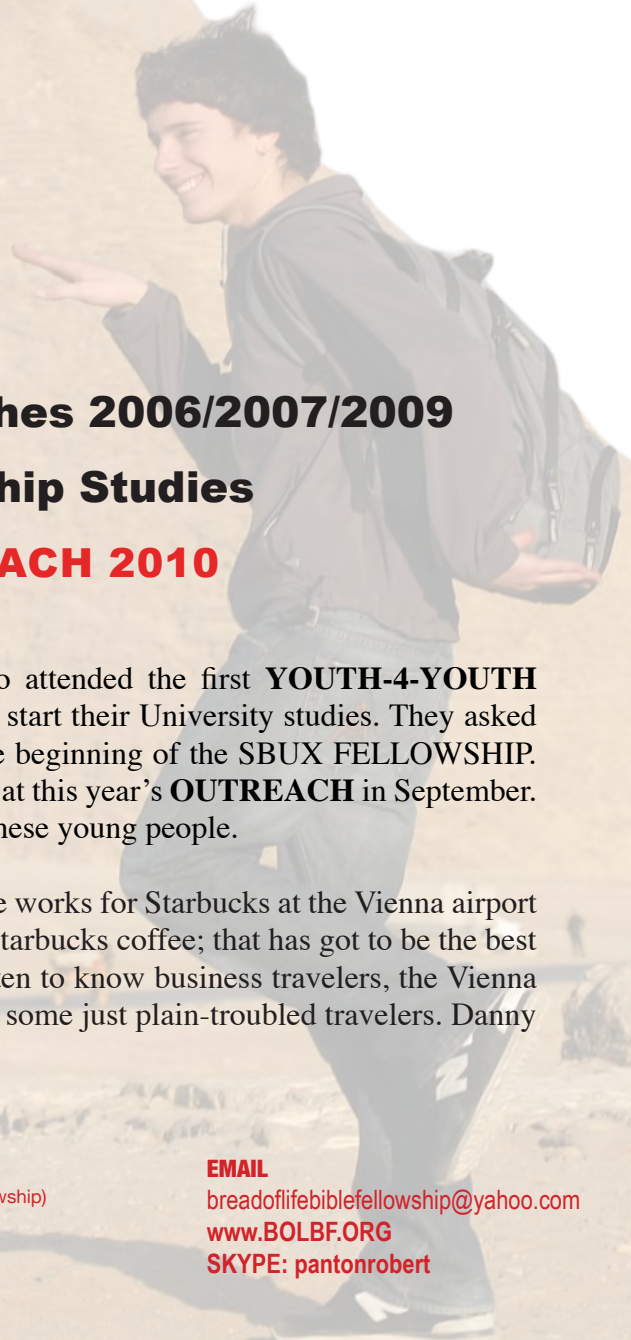 hes 2006/2007/2009
hip Studies
ACH 2010
o attended the first YOUTH-4-YOUTH
start their University studies. They asked
e beginning of the SBUX FELLOWSHIP.
at this year's OUTREACH in September.
hese young people.
e works for Starbucks at the Vienna airport
tarbucks coffee; that has got to be the best
ten to know business travelers, the Vienna
some just plain-troubled travelers. Danny
wship)
EMAIL
breadoflifebiblefellowship@yahoo.com
www.BOLBF.ORG
SKYPE: pantonrobert